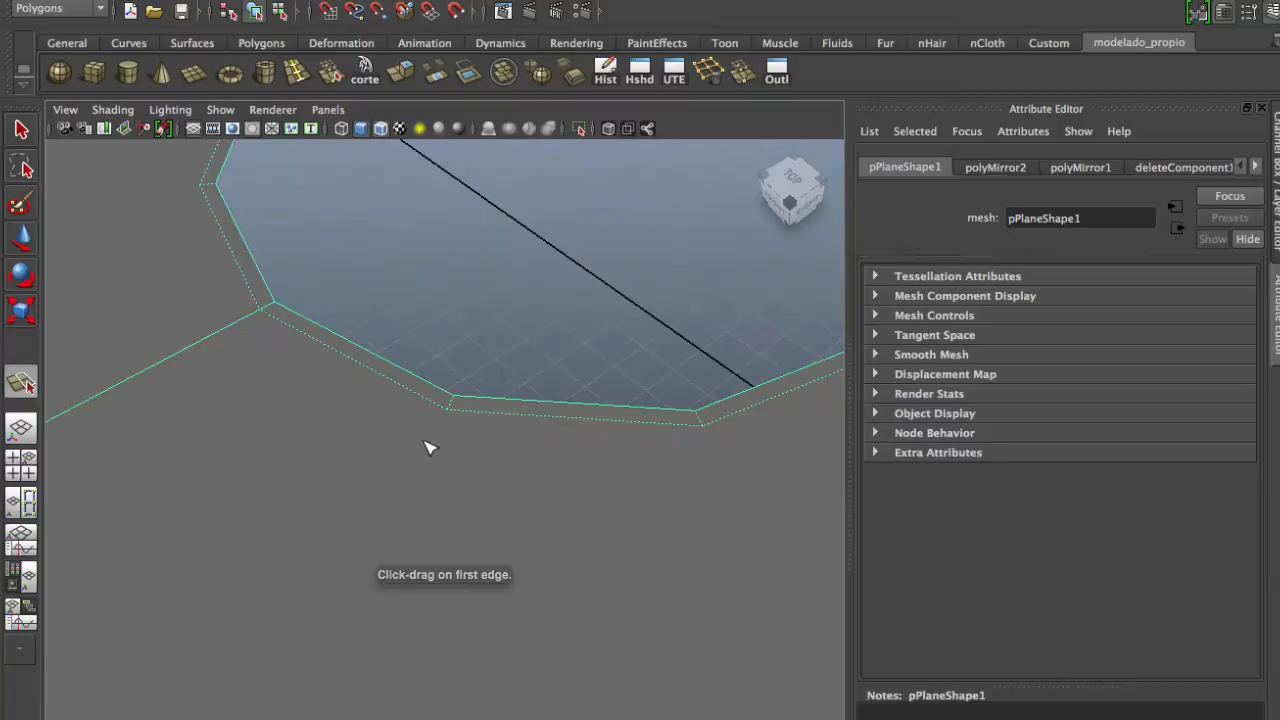 Polygons
General Curves Surfaces Polygons Deformation Animation Dynamics Rendering PaintEffects Toon Muscle Fluids Fur nHair nCloth Custom modelado_propio
corte Hist Hshd UTE Outl
View Shading Lighting Show Renderer Panels
TOP
Click-drag on first edge.
Attribute Editor
List Selected Focus Attributes Show Help
pPlaneShape1 polyMirror2 polyMirror1 deleteComponent1
Focus
Presets
Show Hide
mesh: pPlaneShape1
Tessellation Attributes
Mesh Component Display
Mesh Controls
Tangent Space
Smooth Mesh
Displacement Map
Render Stats
Object Display
Node Behavior
Extra Attributes
Notes: pPlaneShape1